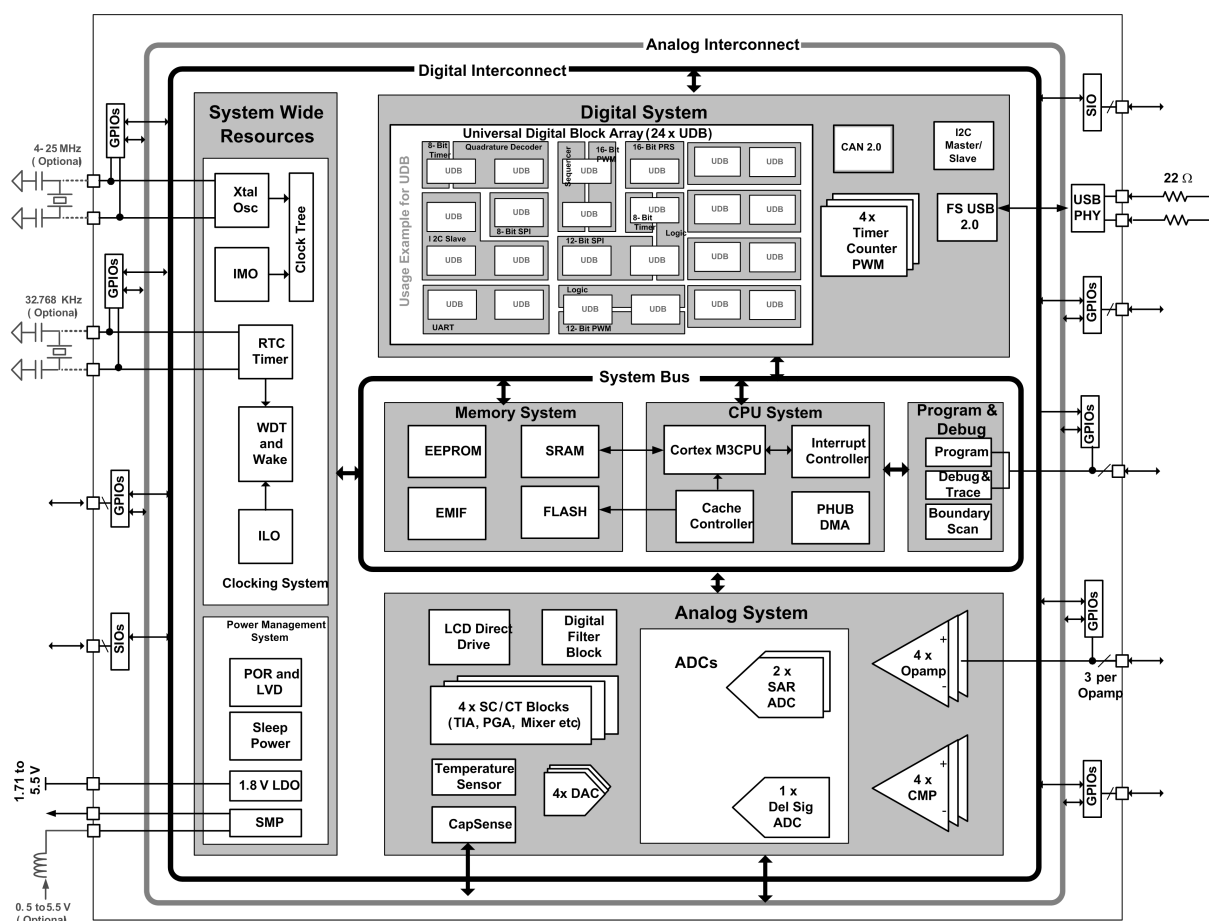 Analog Interconnect
Digital Interconnect
System Wide
Resources
4- 25 MHz
( Optional)
GPIOs
Xtal
Osc
Clock Tree
IMO
32.768 KHz
( Optional)
GPIOs
RTC
Timer
WDT
and
Wake
ILO
Clocking System
GPIOs
SIOs
Power Management
System
POR and
LVD
Sleep
Power
1.8 V LDO
SMP
1.71 to
5.5 V
0. 5 to 5.5 V
( Optional)
Digital System
Universal Digital Block Array (24 x UDB)
Usage Example for UDB
8- Bit
Timer
Quadrature Decoder
Sequencer
16- Bit
PWM
16- Bit PRS
UDB
UDB
UDB
UDB
UDB
UDB
UDB
UDB
UDB
UDB
UDB
UDB
UDB
I2C Slave
8- Bit SPI
8- Bit
Timer
Logic
12- Bit SPI
UDB
UDB
UDB
UDB
UDB
UDB
Logic
UDB
UDB
UDB
UDB
UDB
UDB
UART
12- Bit PWM
CAN 2.0
I2C
Master/
Slave
4 x
Timer
Counter
PWM
FS USB
2.0
SIO
USB
PHY
22 Ω
GPIOs
System Bus
Memory System
EEPROM
SRAM
EMIF
FLASH
CPU System
Cortex M3CPU
Interrupt
Controller
Cache
Controller
PHUB
DMA
Program &
Debug
Program
Debug &
Trace
Boundary
Scan
GPIOs
Analog System
LCD Direct
Drive
Digital
Filter
Block
4 x SC/CT Blocks
(TIA, PGA, Mixer etc)
Temperature
Sensor
4x DAC
CapSense
ADCs
2 x
SAR
ADC
1 x
Del Sig
ADC
+
4 x
Opamp
-
+
4 x
CMP
-
GPIOs
3 per
Opamp
GPIOs